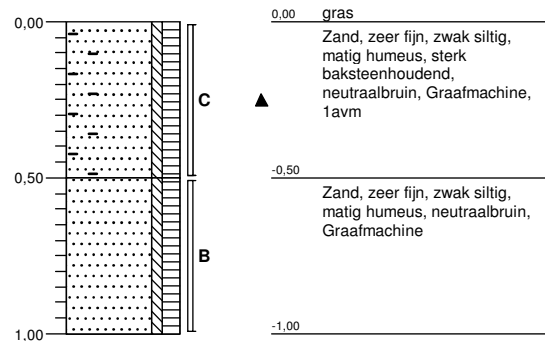 0,00
0,00 gras
Zand, zeer fijn, zwak siltig,
matig humeus, sterk
baksteenhoudend,
neutraalbruin, Graafmachine,
1avm
C
0,50
-0,50
Zand, zeer fijn, zwak siltig,
matig humeus, neutraalbruin,
Graafmachine
B
1,00
-1,00